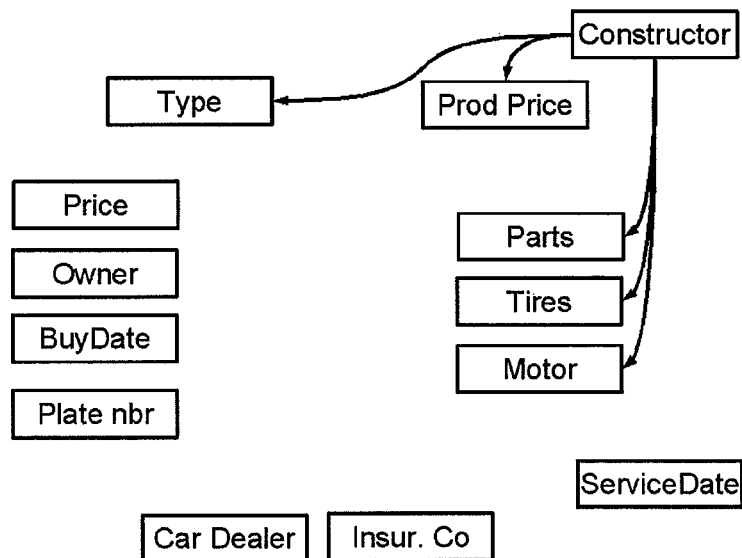 Constructor
Type
Prod Price
Price
Parts
Owner
Tires
BuyDate
Motor
Plate nbr
ServiceDate
Car Dealer
Insur. Co